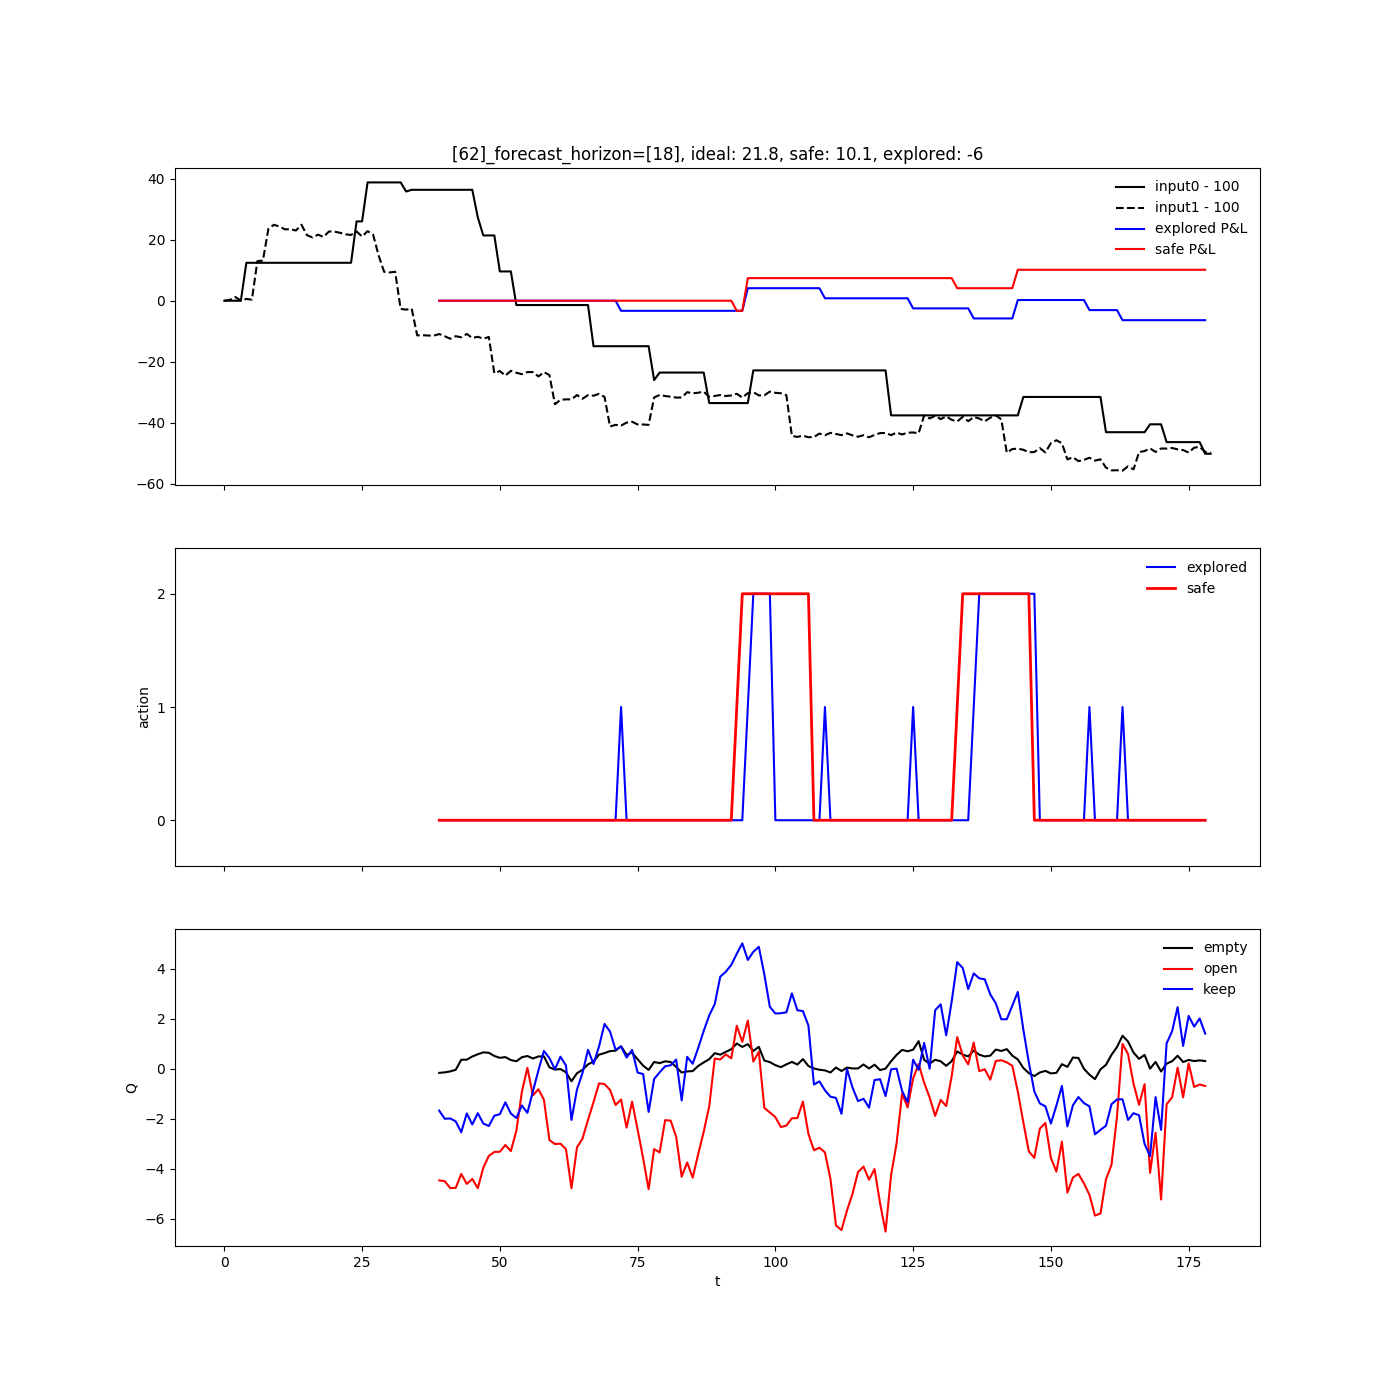 [62]_forecast_horizon=[18], ideal: 21.8, safe: 10.1, explored: -6
40
20
0
−20
−40
−60
input0 - 100
input1 - 100
explored P&L
safe P&L
2
1
0
action
explored
safe
4
2
0
−2
−4
−6
Q
empty
open
keep
0 25 50 75 100 125 150 175
t